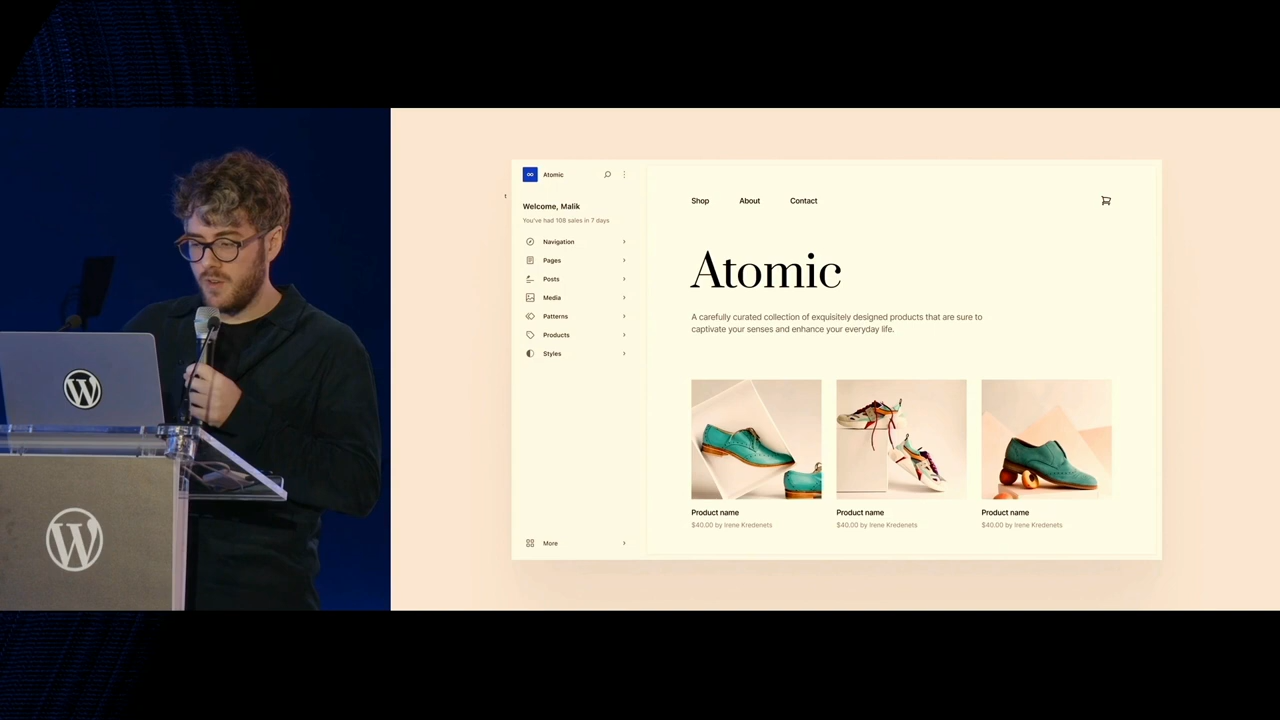 Atomic
Welcome, Malik
You've had 108 sales in 7 days
Navigation
Pages
Posts
Media
Patterns
Products
Styles
More
Shop
About
Contact
Atomic
A carefully curated collection of exquisitely designed products that are sure to
captivate your senses and enhance your everyday life.
Product name
$40.00 by Irene Kredenets
Product name
$40.00 by Irene Kredenets
Product name
$40.00 by Irene Kredenets
W
W